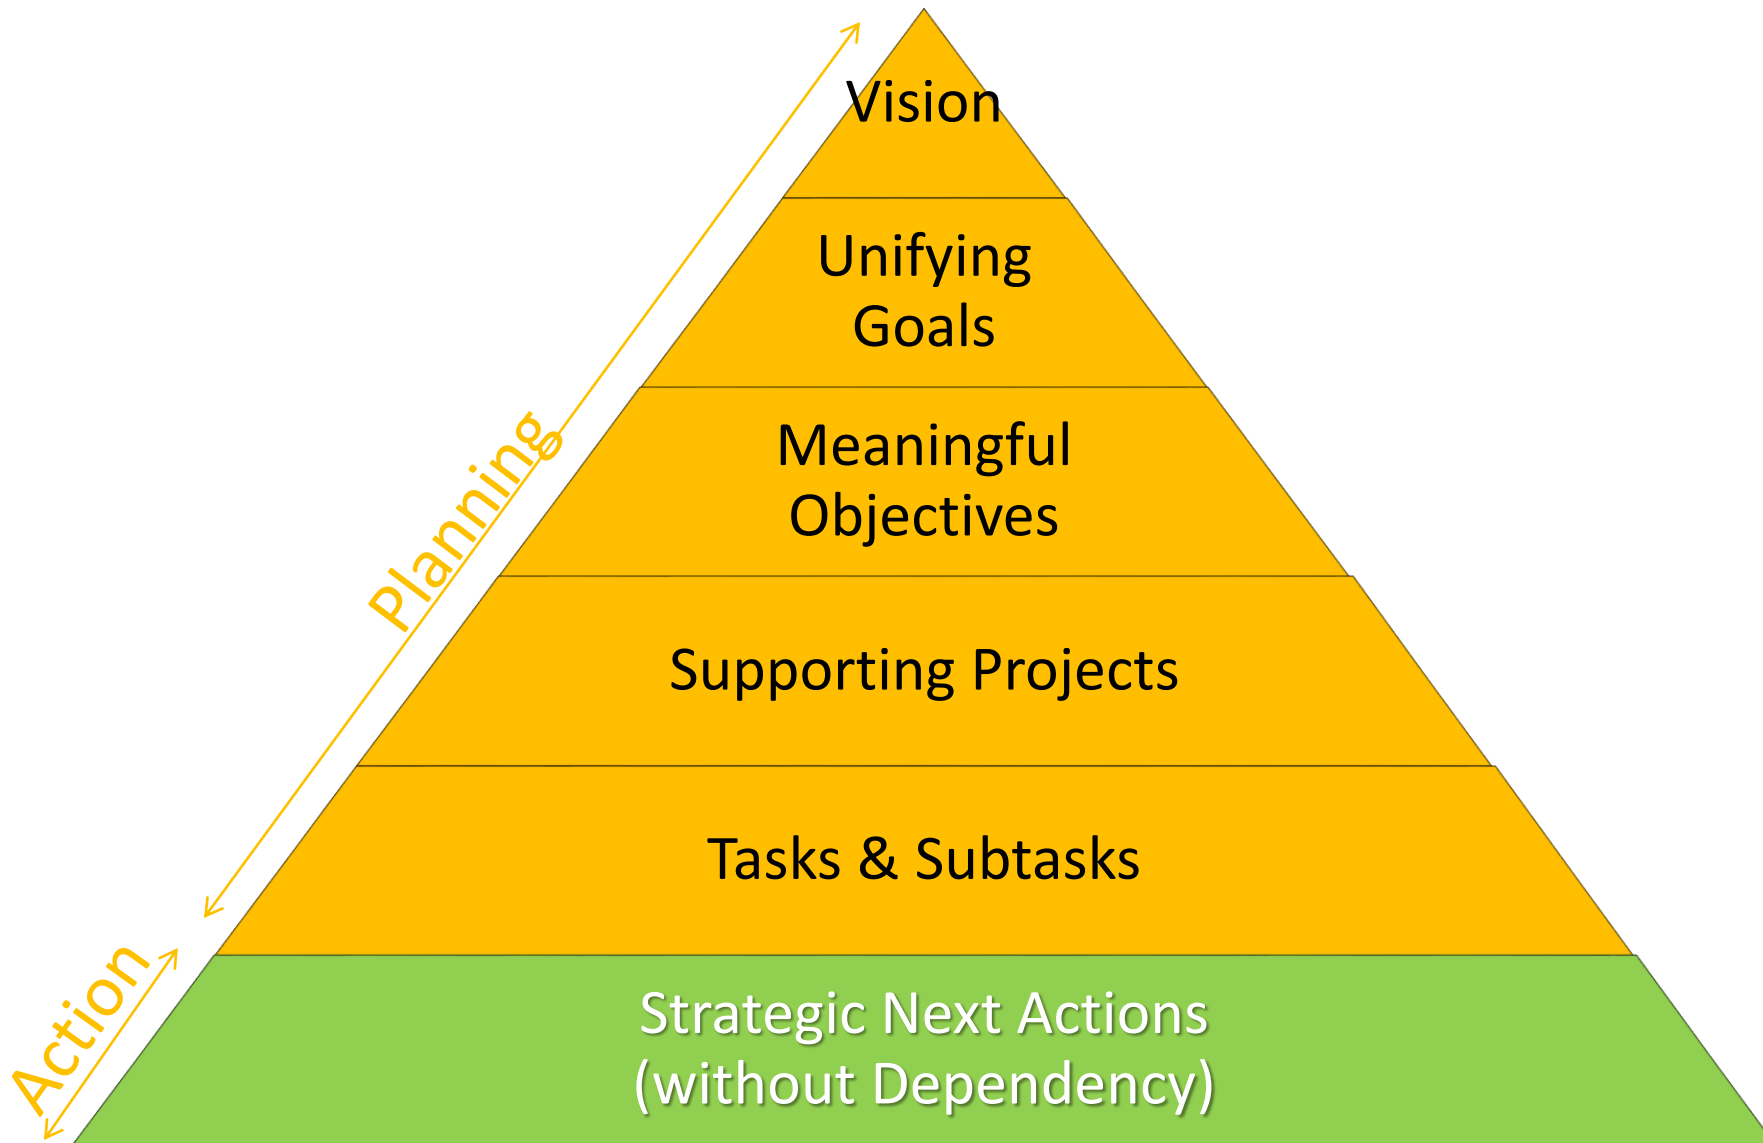 Vision
Unifying
Goals
Meaningful
Objectives
Planning
Supporting Projects
Tasks & Subtasks
Action
Strategic Next Actions
(without Dependency)